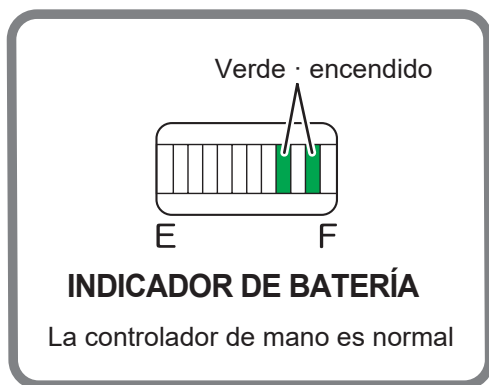 Verde · encendido
E F
INDICADOR DE BATERÍA
La controlador de mano es normal